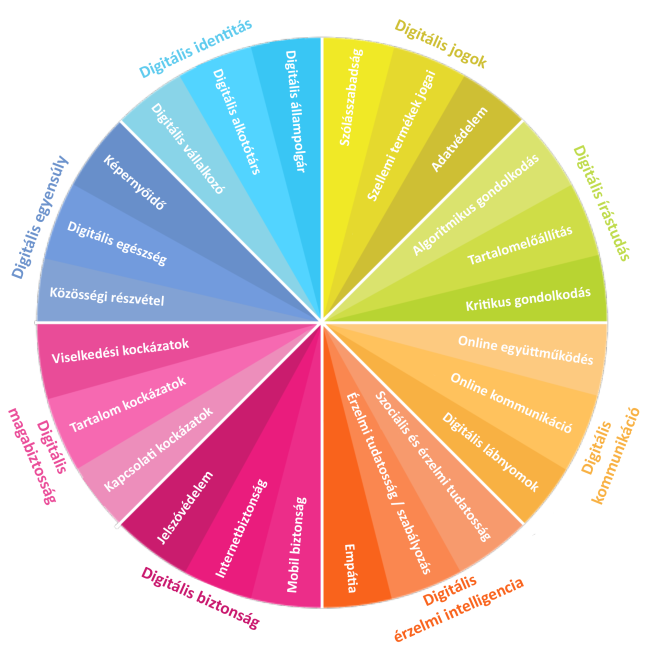 Digitális identitás
Digitális vállalkozó
Digitális alkotótárs
Digitális állampolgár
Digitális jogok
Szólásszabadság
Szellemi termékek jogai
Adatvédelem
Digitális írástudás
Algoritmikus gondolkodás
Tartalomelőállítás
Kritikus gondolkodás
Digitális
kommunikáció
Online együttműködés
Online kommunikáció
Digitális lábnyomok
Digitális
érzelmi intelligencia
Szociális és érzelmi tudatosság
Érzelmi tudatosság / szabályozás
Empátia
Digitális biztonság
Mobil biztonság
Internetbiztonság
Jelszóvédelem
Digitális
magabiztosság
Kapcsolati kockázatok
Tartalom kockázatok
Viselkedési kockázatok
Digitális egyensúly
Közösségi részvétel
Digitális egészség
Képernyőidő